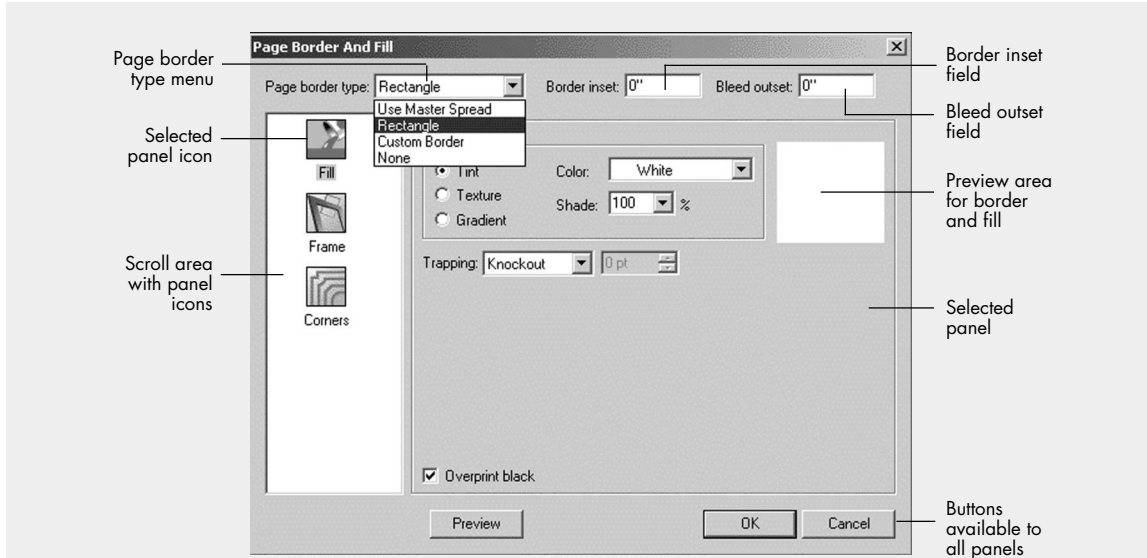 Page Border And Fill
Page border
type menu
Page border type: Rectangle
Border inset: 0"
Bleed outset: 0"
Border inset
field
Bleed outset
field
Use Master Spread
Rectangle
Custom Border
None
Selected
panel icon
Fill
Tint
Texture
Gradient
Color: White
Shade: 100 %
Preview area
for border
and fill
Frame
Trapping: Knockout 0 pt
Scroll area
with panel
icons
Corners
Selected
panel
Overprint black
Preview
OK
Cancel
Buttons
available to
all panels